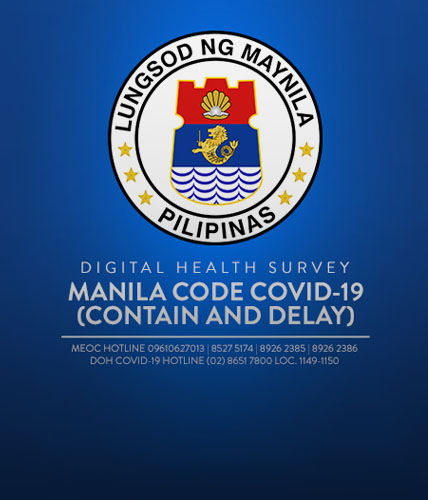 LUNGSOD NG MAYNILA
PILIPINAS
DIGITAL HEALTH SURVEY
MANILA CODE COVID-19
(CONTAIN AND DELAY)
MEOC HOTLINE 09610627013 | 8527 5174 | 8926 2385 | 8926 2386
DOH COVID-19 HOTLINE (02) 8651 7800 LOC. 1149-1150